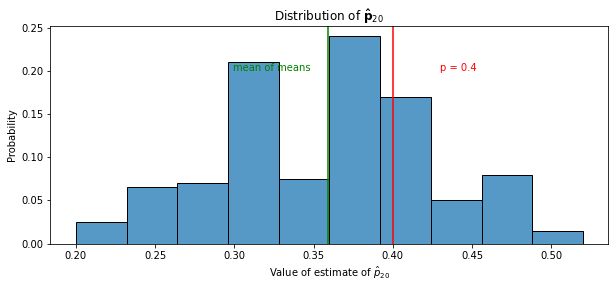 Distribution of p̂₂₀
0.25
0.20
0.15
0.10
0.05
0.00
Probability
mean of means
p = 0.4
0.20 0.25 0.30 0.35 0.40 0.45 0.50
Value of estimate of p̂₂₀